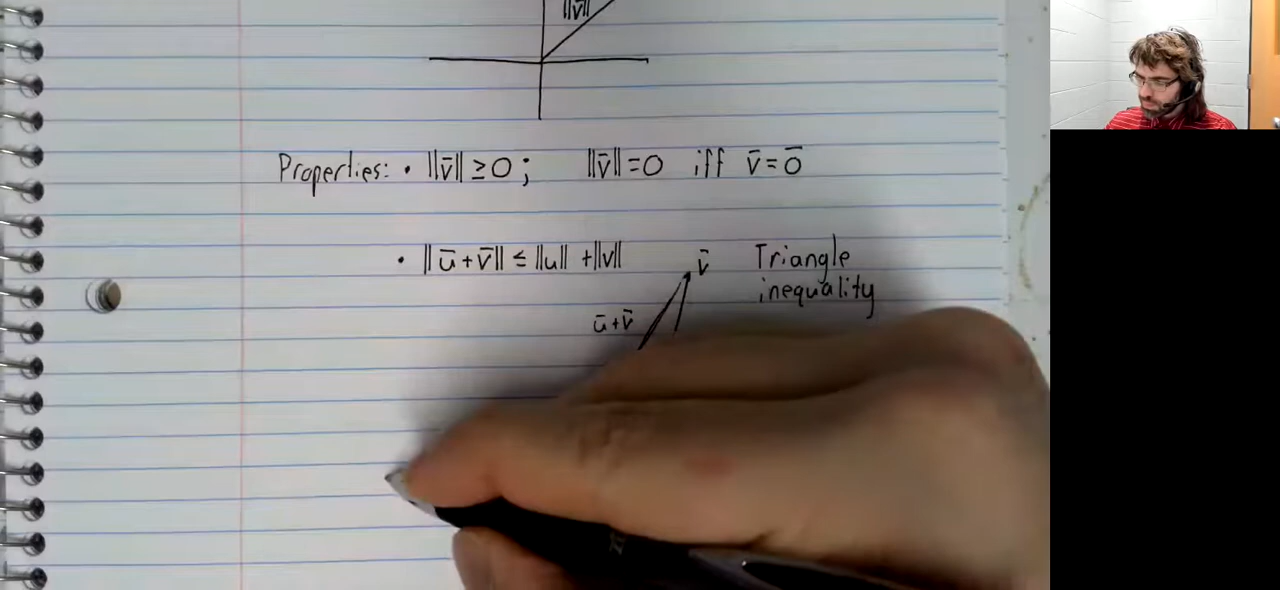 ||v̄||
Properties: • ||v̄|| ≥ 0 ; ||v̄|| = 0 iff v̄ = 0̄
• ||ū + v̄|| ≤ ||u|| + ||v||
v̄
Triangle
inequality
ū + v̄